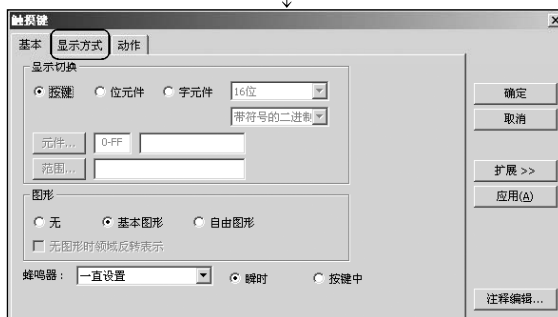 触摸键
基本 显示方式 动作
显示切换
按键 位元件 字元件 16位
带符号的二进制
元件... 0-FF
范围...
图形
无 基本图形 自由图形
无图形时领域反转表示
蜂鸣器： 一直设置 瞬时 按键中
确定
取消
扩展 >>
应用(A)
注释编辑...